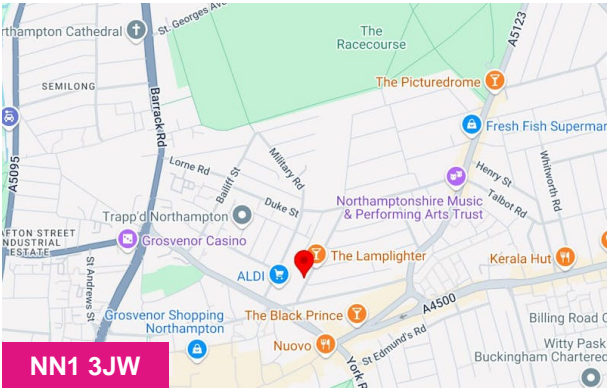 rthampton Cathedral
St. Georges Ave
The
Racecourse
A5123
The Picturedrome
SEMILONG
Barrack Rd
Fresh Fish Supermar
A5095
Lorne Rd
Bailiff St
Military Rd
Duke St
Henry St
Talbot Rd
Whitworth Rd
Northamptonshire Music
& Performing Arts Trust
Trapp'd Northampton
AFTON STREET
INDUSTRIAL
ESTATE
Grosvenor Casino
St Andrews St
The Lamplighter
Kerala Hut
ALDI
A4500
Grosvenor Shopping
Northampton
The Black Prince
St Edmund's Rd
Billing Road C
Nuovo
York R
Witty Pask
Buckingham Chartered
NN1 3JW